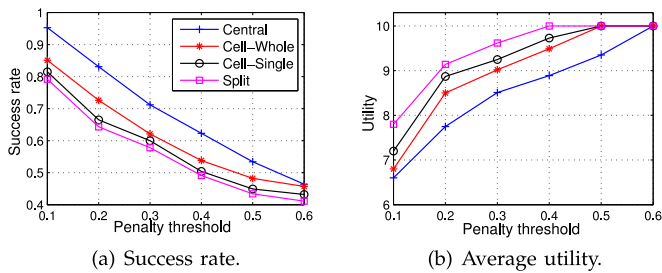 1
0.9
0.8
0.7
0.6
0.5
0.4
0.1 0.2 0.3 0.4 0.5 0.6
Success rate
Penalty threshold
Central
Cell-Whole
Cell-Single
Split
(a) Success rate.
10
9
8
7
6
0.1 0.2 0.3 0.4 0.5 0.6
Utility
Penalty threshold
(b) Average utility.